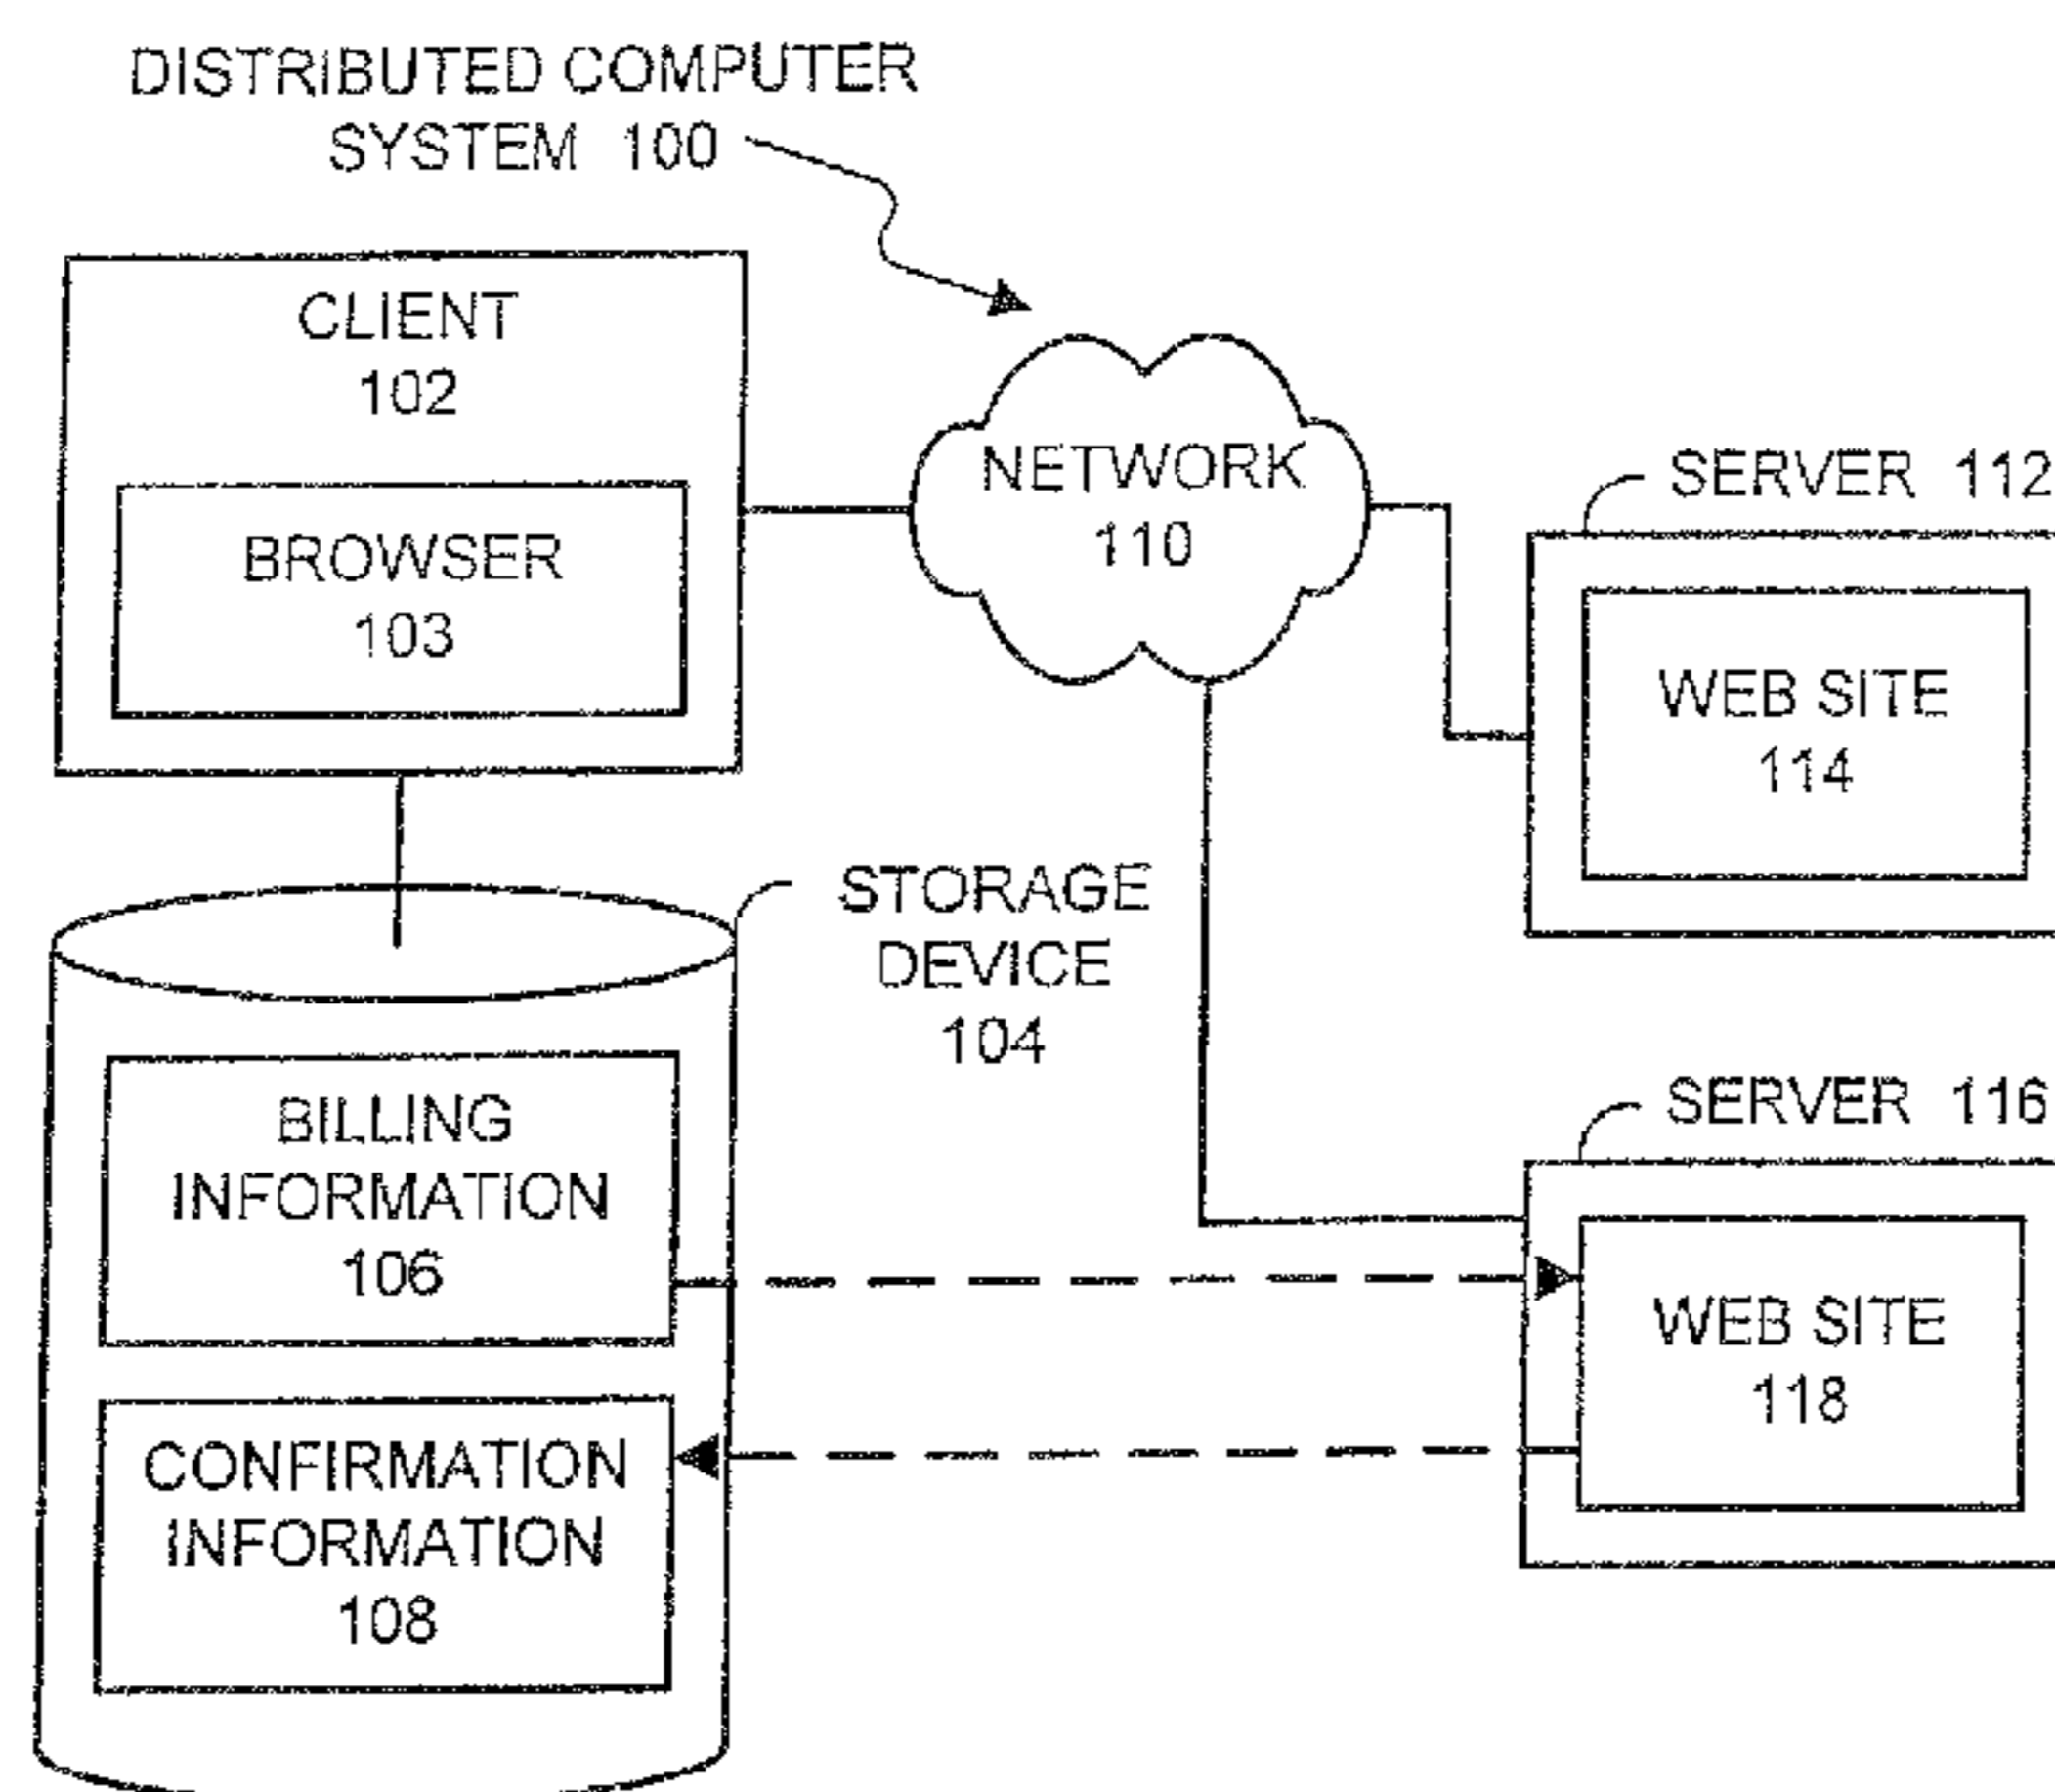 DISTRIBUTED COMPUTER
SYSTEM 100
CLIENT
102
BROWSER
103
NETWORK
110
SERVER 112
WEB SITE
114
STORAGE
DEVICE
104
BILLING
INFORMATION
106
SERVER 116
WEB SITE
118
CONFIRMATION
INFORMATION
108